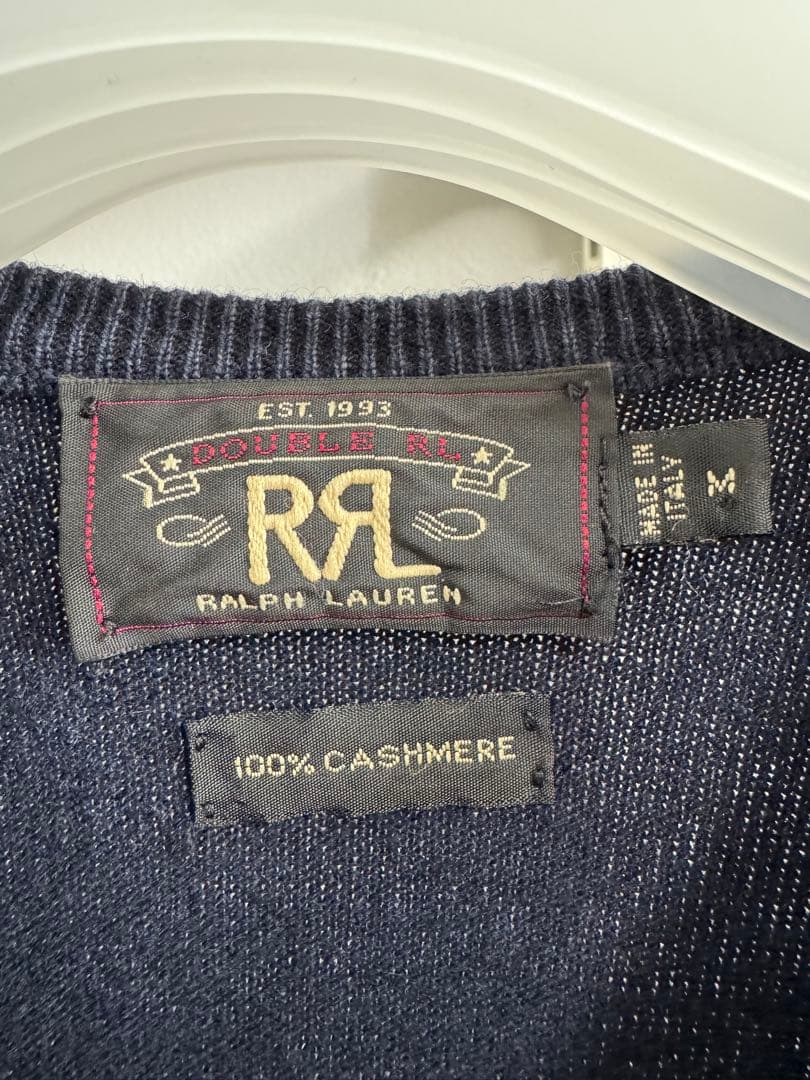 EST. 1993
DOUBLE RL
RRL
RALPH LAUREN
MADE IN
ITALY
M
100% CASHMERE